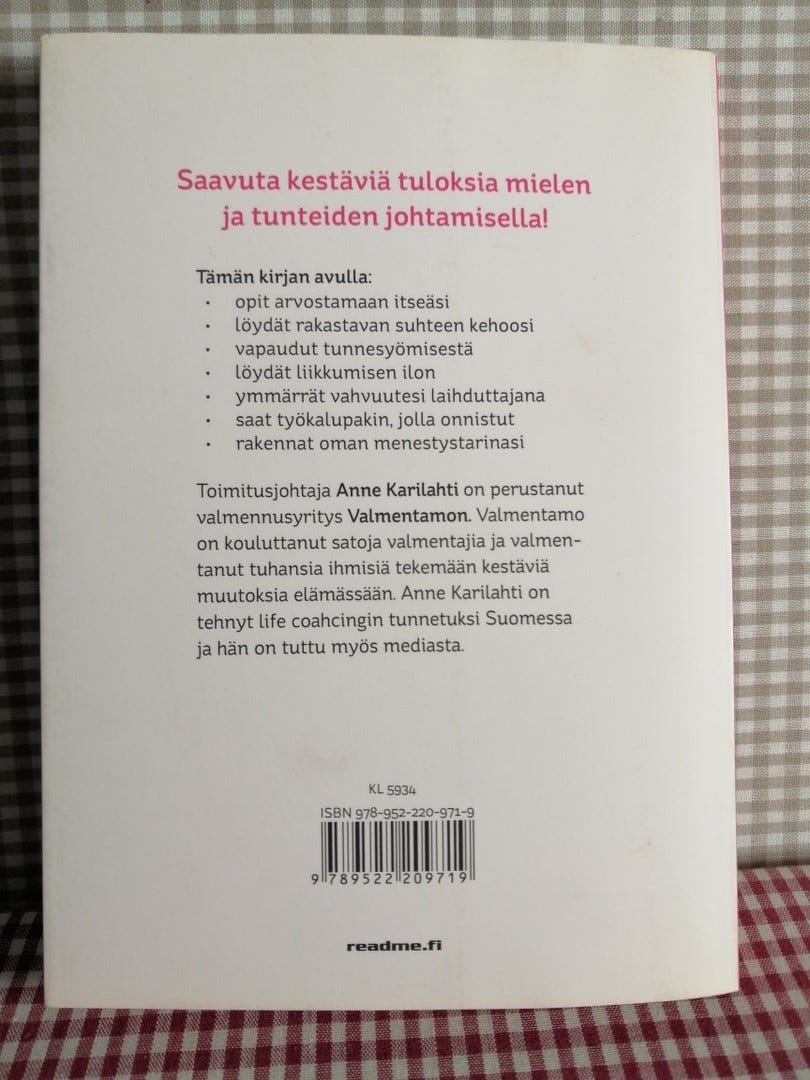 Saavuta kestäviä tuloksia mielen
ja tunteiden johtamisella!
Tämän kirjan avulla:
• opit arvostamaan itseäsi
• löydät rakastavan suhteen kehoosi
• vapaudut tunnesyömisestä
• löydät liikkumisen ilon
• ymmärrät vahvuutesi laihduttajana
• saat työkalupakin, jolla onnistut
• rakennat oman menestystarinasi
Toimitusjohtaja Anne Karilahti on perustanut
valmennusyritys Valmentamon. Valmentamo
on kouluttanut satoja valmentajia ja valmen-
tanut tuhansia ihmisiä tekemään kestäviä
muutoksia elämässään. Anne Karilahti on
tehnyt life coahcingin tunnetuksi Suomessa
ja hän on tuttu myös mediasta.
KL 5934
ISBN 978-952-220-971-9
9 789522 209719
readme.fi